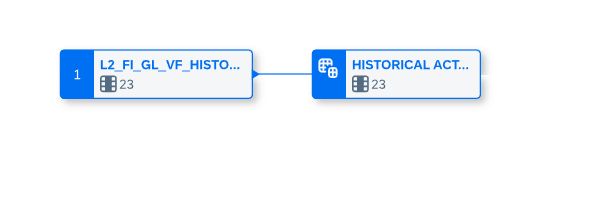 1
L2_FI_GL_VF_HISTO...
23
HISTORICAL ACT...
23